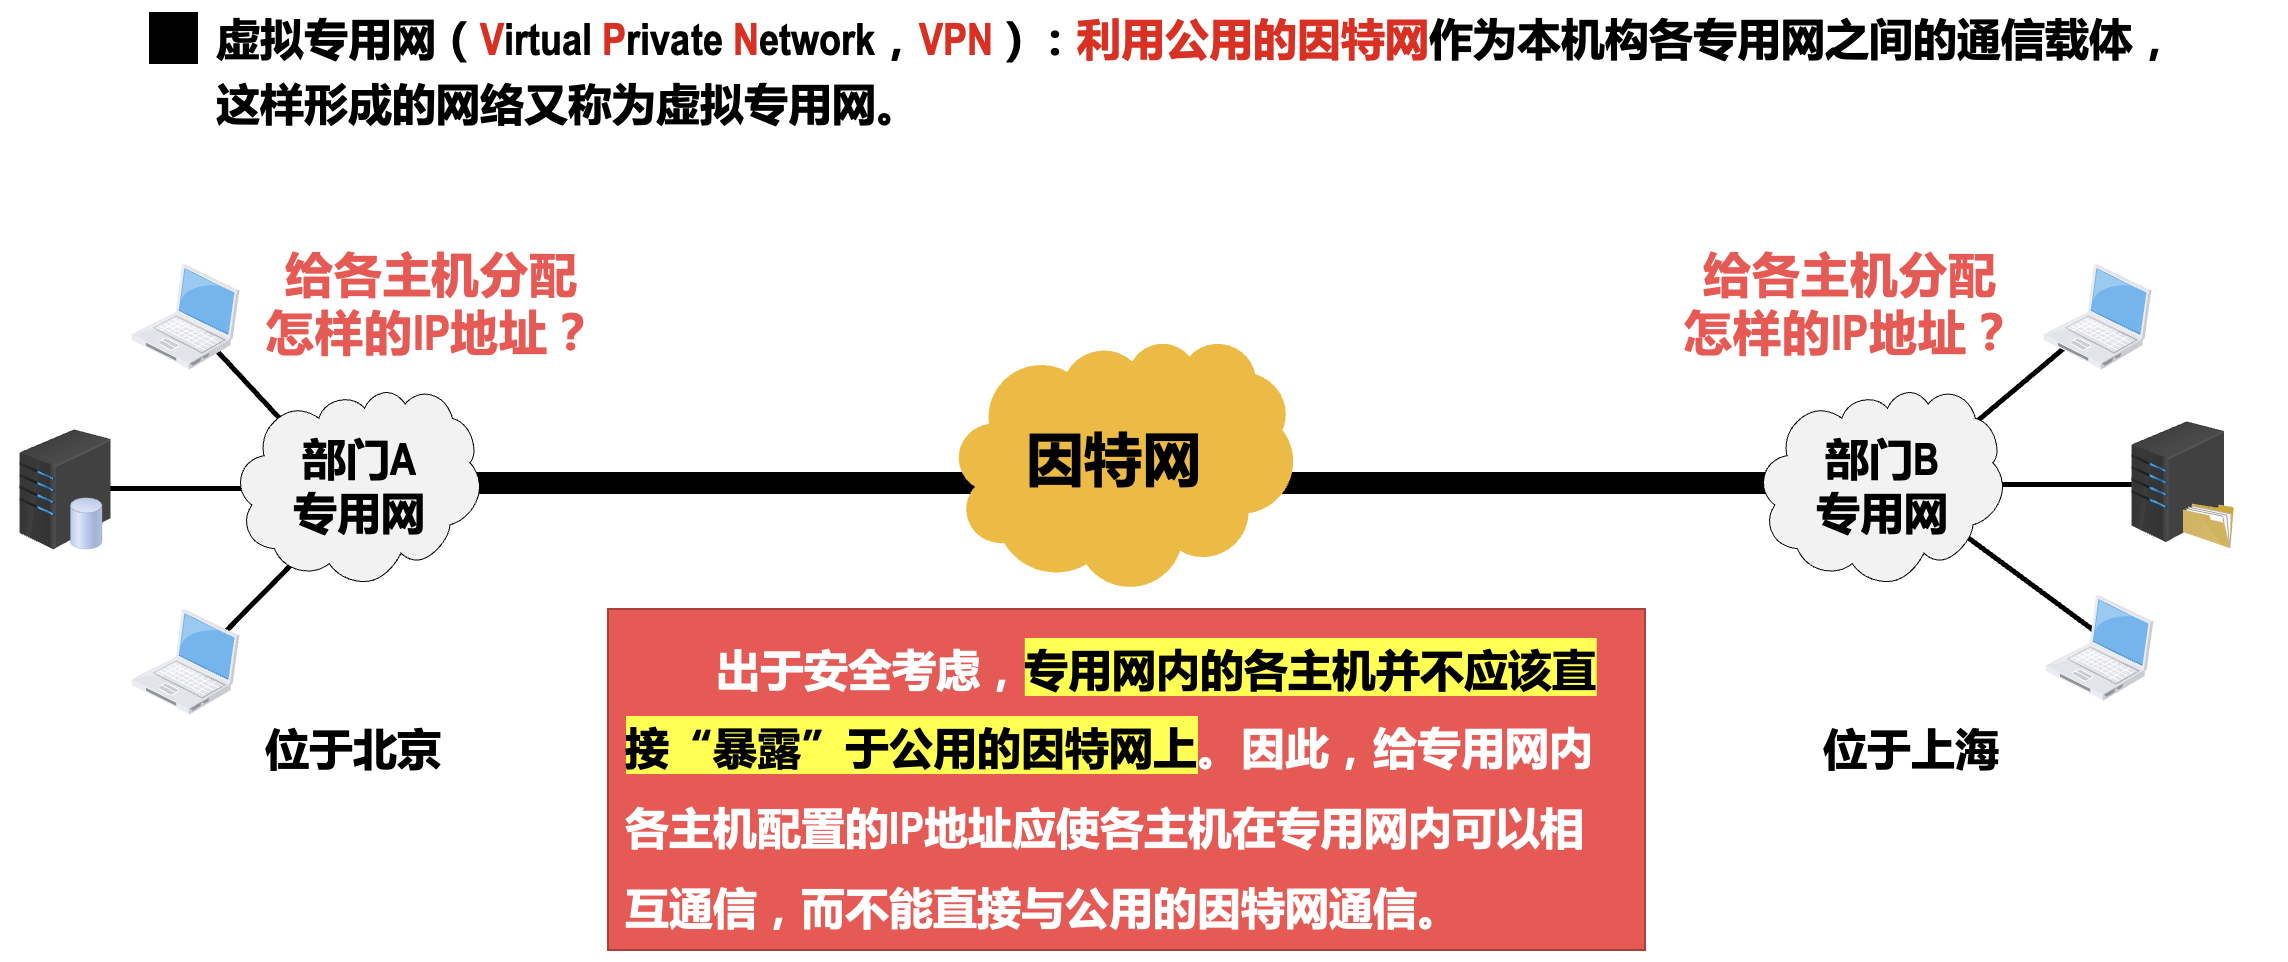 虚拟专用网（Virtual Private Network，VPN）：利用公用的因特网作为本机构各专用网之间的通信载体，
这样形成的网络又称为虚拟专用网。
给各主机分配
怎样的IP地址？
给各主机分配
怎样的IP地址？
部门A
专用网
因特网
部门B
专用网
位于北京
位于上海
出于安全考虑，专用网内的各主机并不应该直
接“暴露”于公用的因特网上。因此，给专用网内
各主机配置的IP地址应使各主机在专用网内可以相
互通信，而不能直接与公用的因特网通信。